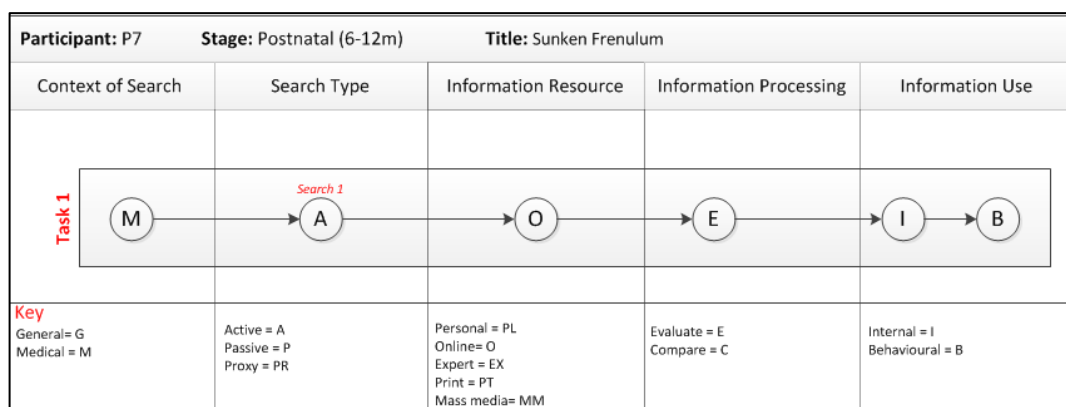 Participant: P7 Stage: Postnatal (6-12m) Title: Sunken Frenulum
Context of Search Search Type Information Resource Information Processing Information Use
Task 1
Search 1
M A O E I B
Key
General= G
Medical = M
Active = A
Passive = P
Proxy = PR
Personal = PL
Online= O
Expert = EX
Print = PT
Mass media= MM
Evaluate = E
Compare = C
Internal = I
Behavioural = B